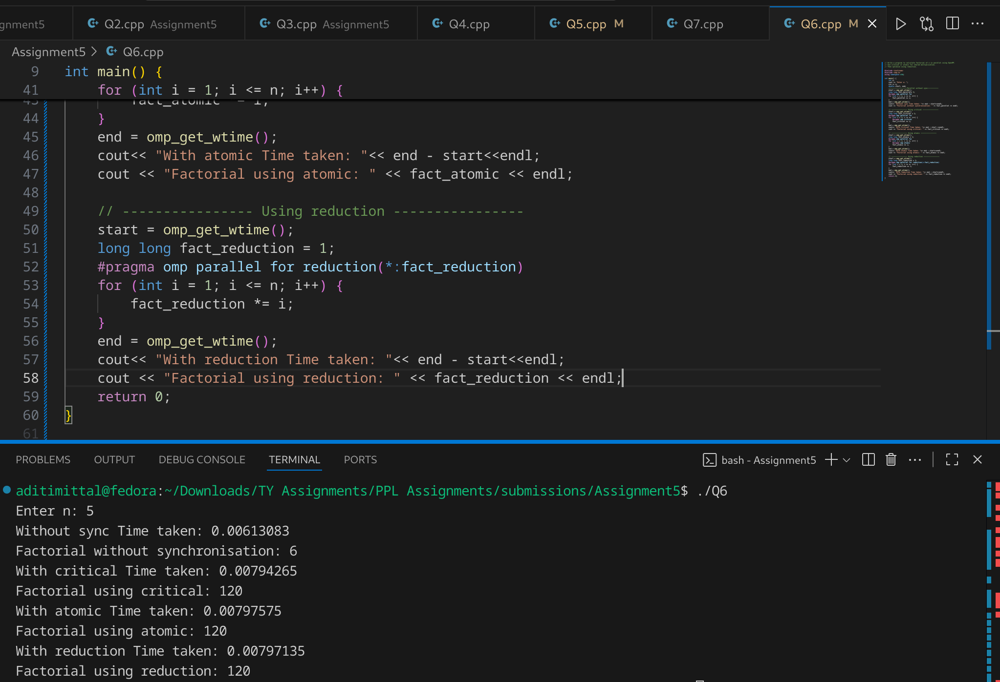 gnment5 Q2.cpp Assignment5 Q3.cpp Assignment5 Q4.cpp Q5.cpp M Q7.cpp Q6.cpp M
Assignment5 > Q6.cpp
9 int main() {
41 for (int i = 1; i <= n; i++) {
43 fact_atomic *= i;
44 }
45 end = omp_get_wtime();
46 cout<< "With atomic Time taken: "<< end - start<<endl;
47 cout << "Factorial using atomic: " << fact_atomic << endl;
48
49 // ---------------- Using reduction ----------------
50 start = omp_get_wtime();
51 long long fact_reduction = 1;
52 #pragma omp parallel for reduction(*:fact_reduction)
53 for (int i = 1; i <= n; i++) {
54 fact_reduction *= i;
55 }
56 end = omp_get_wtime();
57 cout<< "With reduction Time taken: "<< end - start<<endl;
58 cout << "Factorial using reduction: " << fact_reduction << endl;
59 return 0;
60 }
61
PROBLEMS OUTPUT DEBUG CONSOLE TERMINAL PORTS bash - Assignment5
aditimittal@fedora:~/Downloads/TY Assignments/PPL Assignments/submissions/Assignment5$ ./Q6
Enter n: 5
Without sync Time taken: 0.00613083
Factorial without synchronisation: 6
With critical Time taken: 0.00794265
Factorial using critical: 120
With atomic Time taken: 0.00797575
Factorial using atomic: 120
With reduction Time taken: 0.00797135
Factorial using reduction: 120